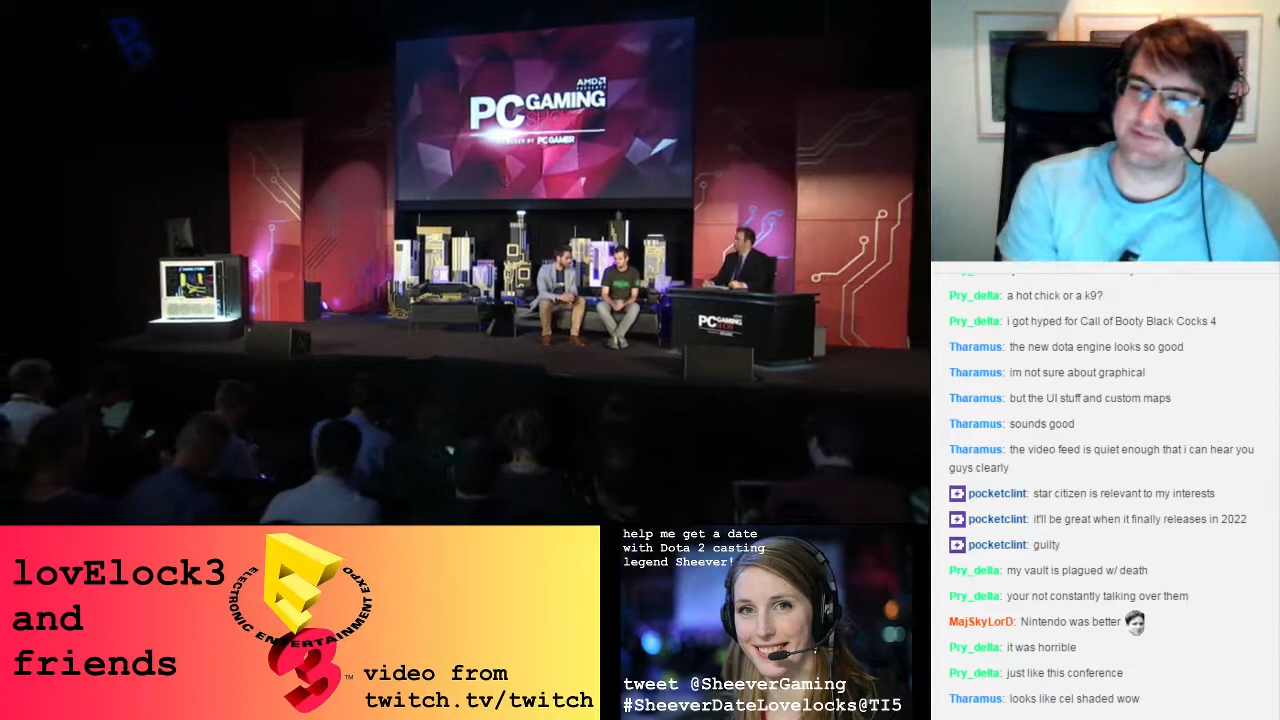 AMD
PRESENTS
PC GAMING
SHOW
POWERED BY PC GAMER
PC GAMING
SHOW
Pry_delta: a hot chick or a k9?
Pry_delta: i got hyped for Call of Booty Black Cocks 4
Tharamus: the new dota engine looks so good
Tharamus: im not sure about graphical
Tharamus: but the UI stuff and custom maps
Tharamus: sounds good
Tharamus: the video feed is quiet enough that i can hear you
guys clearly
pocketclint: star citizen is relevant to my interests
pocketclint: it'll be great when it finally releases in 2022
pocketclint: guilty
Pry_delta: my vault is plagued w/ death
Pry_delta: your not constantly talking over them
MajSkyLorD: Nintendo was better
Pry_delta: it was horrible
Pry_delta: just like this conference
Tharamus: looks like cel shaded wow
lovElock3
and
friends
E3
ELECTRONIC ENTERTAINMENT EXPO
TM
video from
twitch.tv/twitch
help me get a date
with Dota 2 casting
legend Sheever!
tweet @SheeverGaming
#SheeverDateLovelocks@TI5